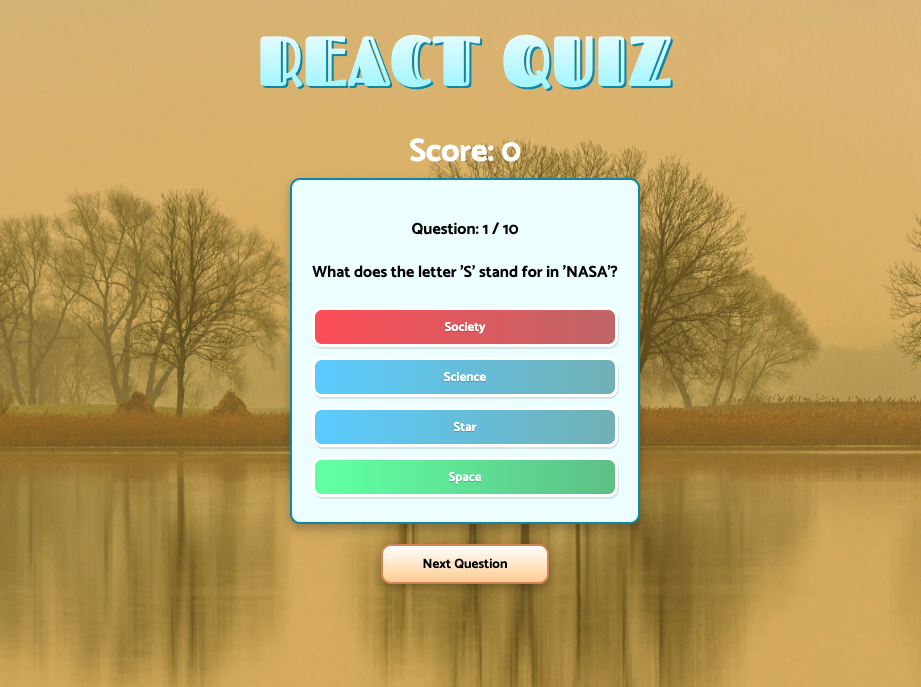 REACT QUIZ
Score: 0
Question: 1 / 10
What does the letter 'S' stand for in 'NASA'?
Society
Science
Star
Space
Next Question